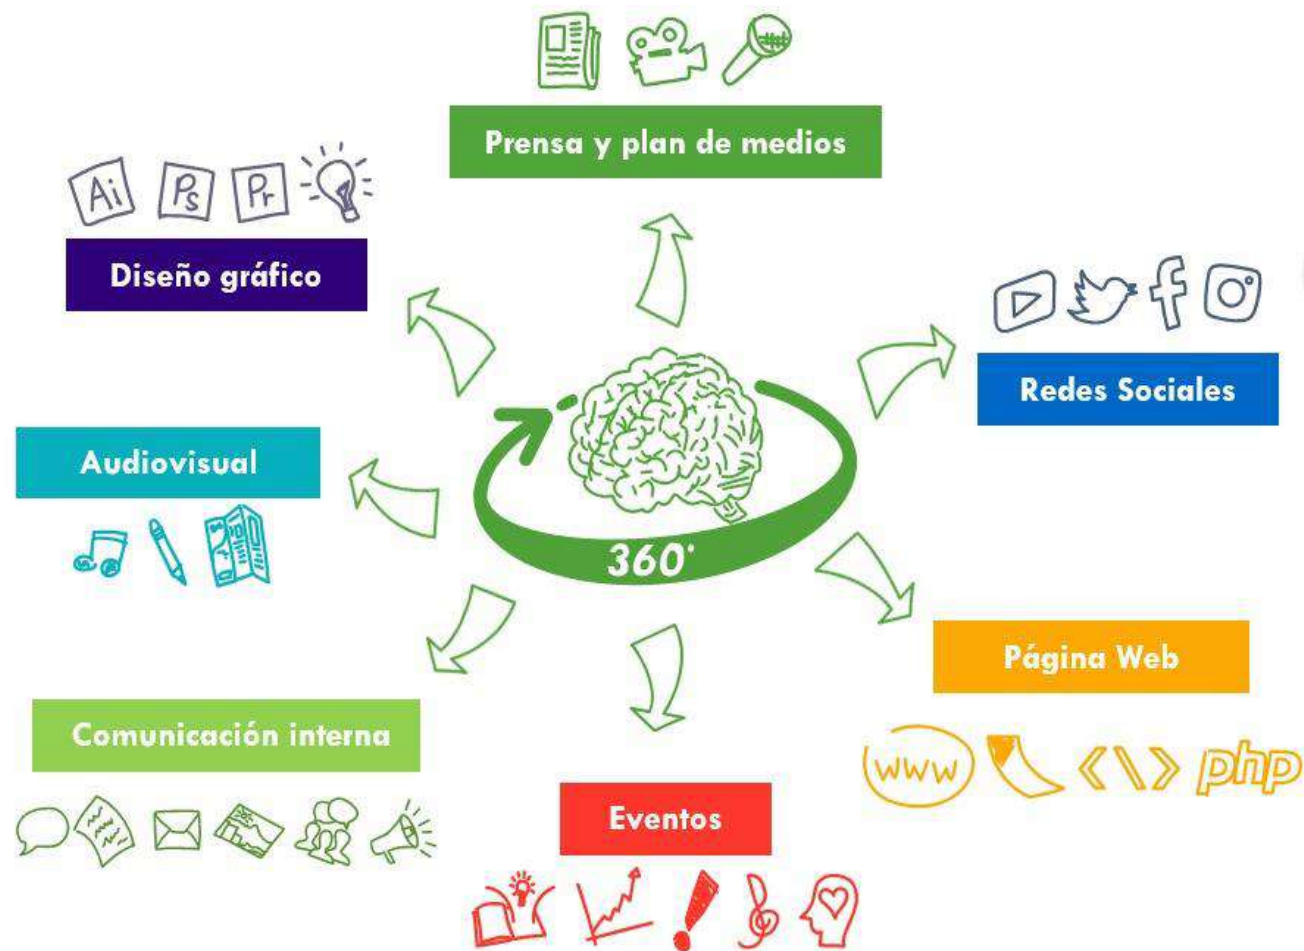 Prensa y plan de medios
Ai
Ps
Pr
Diseño gráfico
Redes Sociales
Audiovisual
360°
Página Web
www
<\>
php
Comunicación interna
Eventos